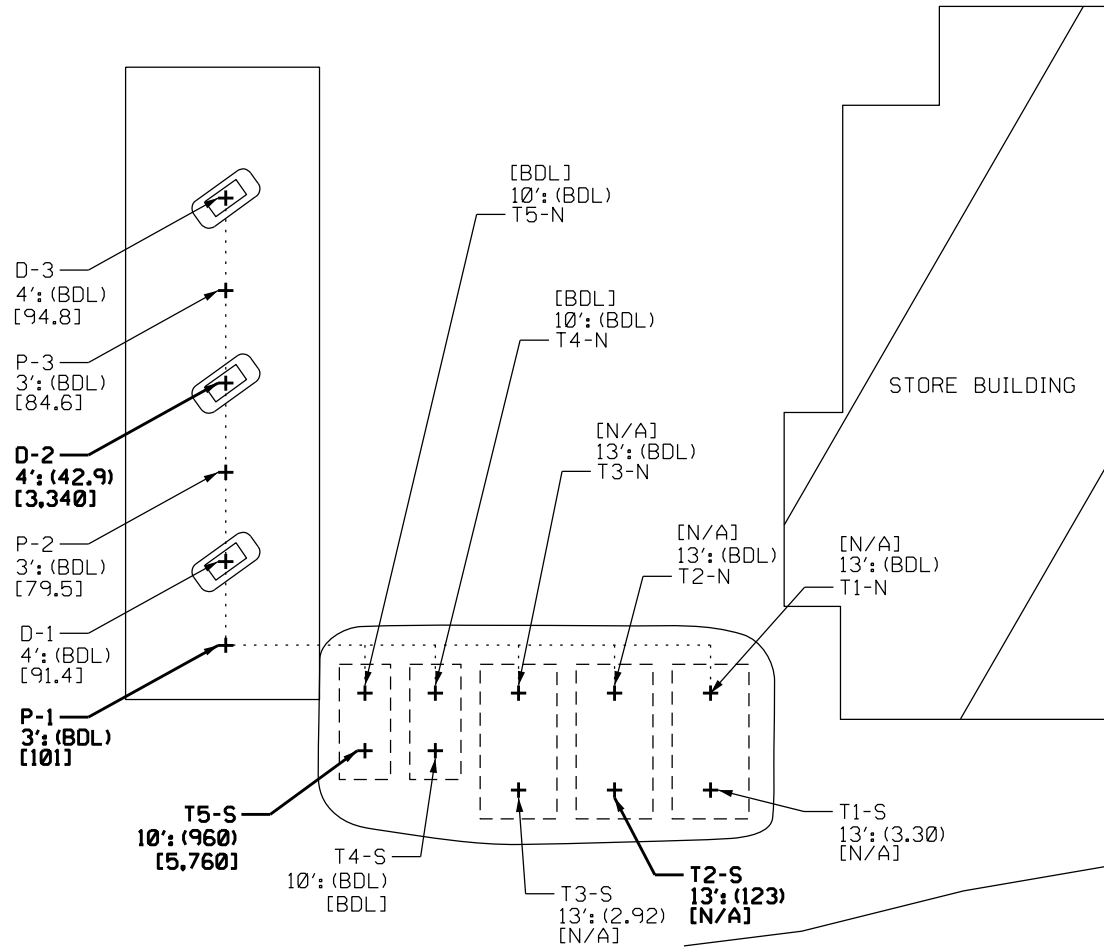 [BDL]
10': (BDL)
T5-N
D-3
4': (BDL)
[94.8]
[BDL]
10': (BDL)
T4-N
P-3
3': (BDL)
[84.6]
STORE BUILDING
[N/A]
13': (BDL)
T3-N
D-2
4': (42.9)
[3,340]
P-2
3': (BDL)
[79.5]
[N/A]
13': (BDL)
T2-N
[N/A]
13': (BDL)
T1-N
D-1
4': (BDL)
[91.4]
P-1
3': (BDL)
[101]
T5-S
10': (960)
[5,760]
T4-S
10': (BDL)
[BDL]
T3-S
13': (2.92)
[N/A]
T2-S
13': (123)
[N/A]
T1-S
13': (3.30)
[N/A]